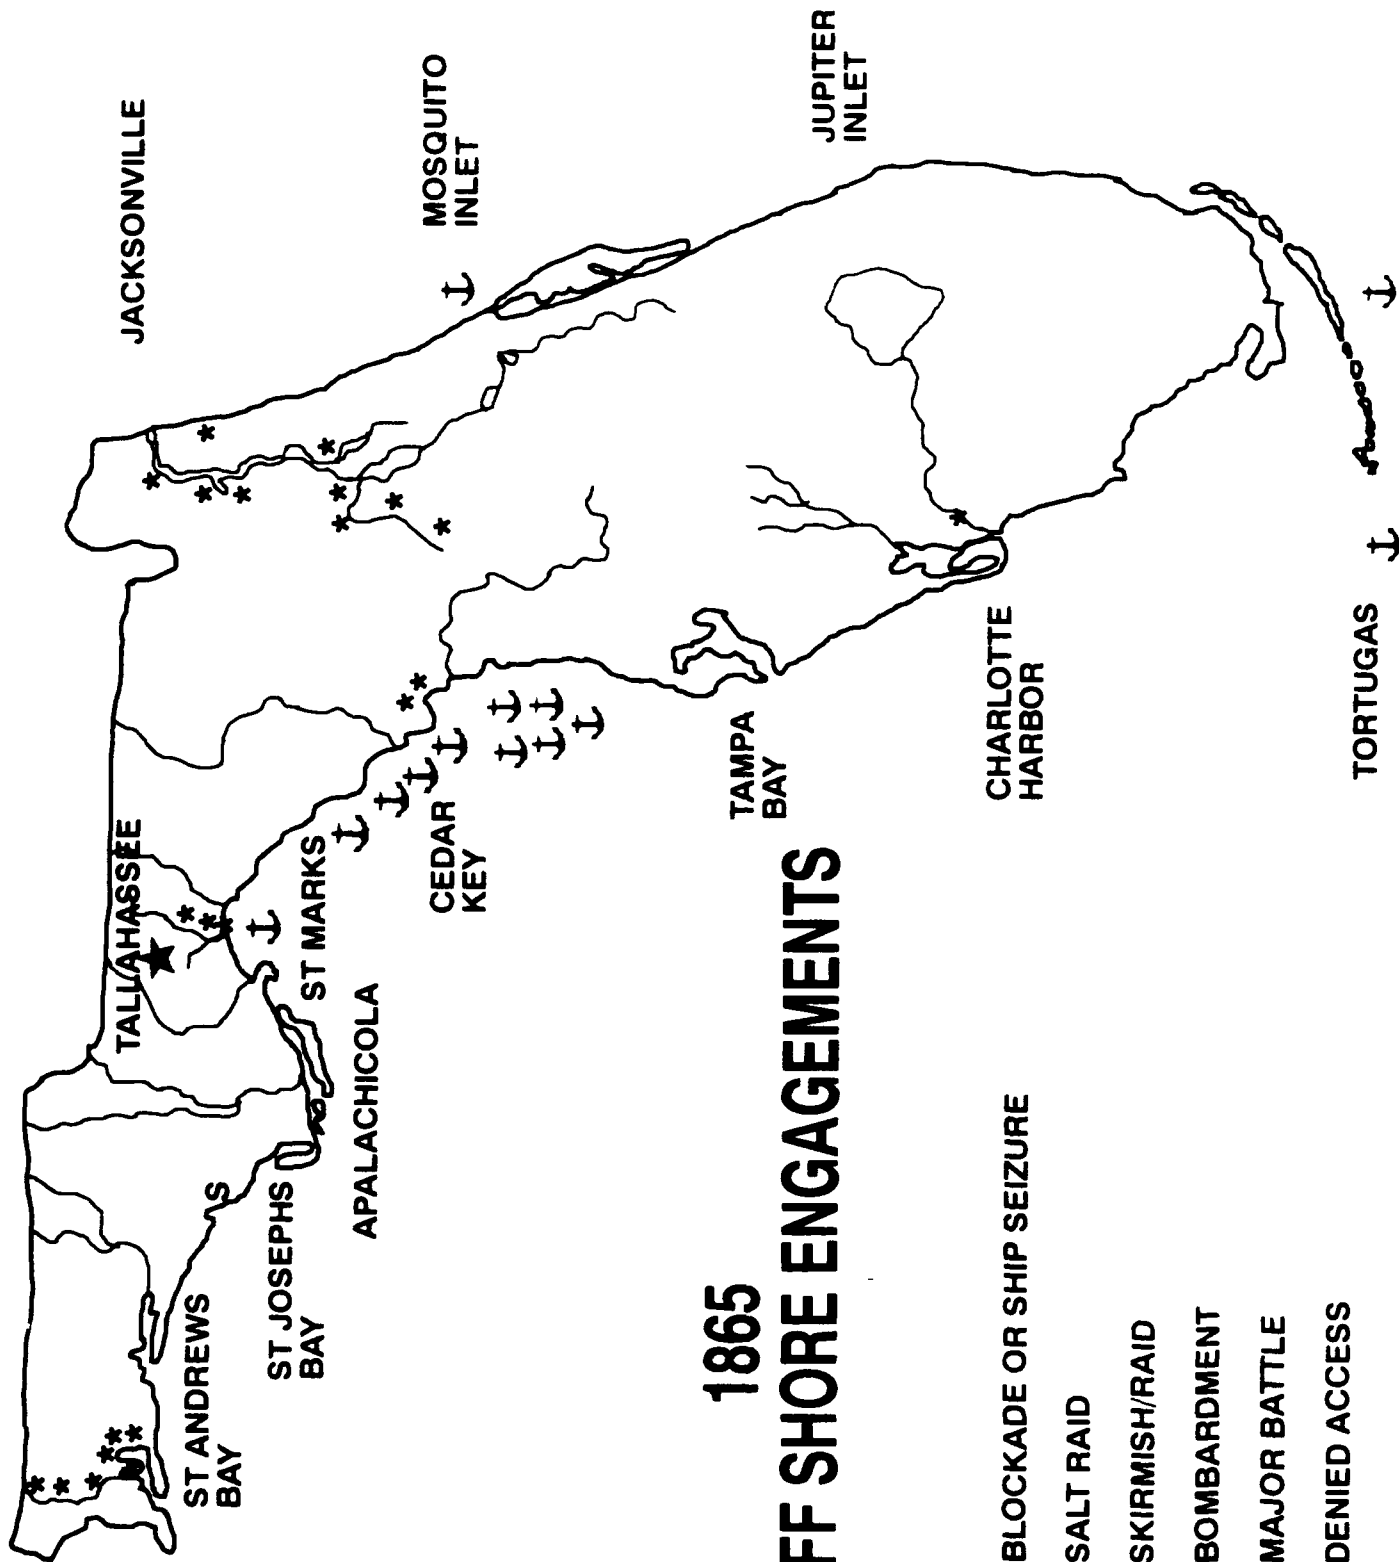 JACKSONVILLE
MOSQUITO
INLET
JUPITER
INLET
TALLAHASSEE
ST MARKS
CEDAR
KEY
TAMPA
BAY
CHARLOTTE
HARBOR
TORTUGAS
APALACHICOLA
ST JOSEPHS
BAY
S
ST ANDREWS
BAY
1865
FF SHORE ENGAGEMENTS
BLOCKADE OR SHIP SEIZURE
SALT RAID
SKIRMISH/RAID
BOMBARDMENT
MAJOR BATTLE
DENIED ACCESS